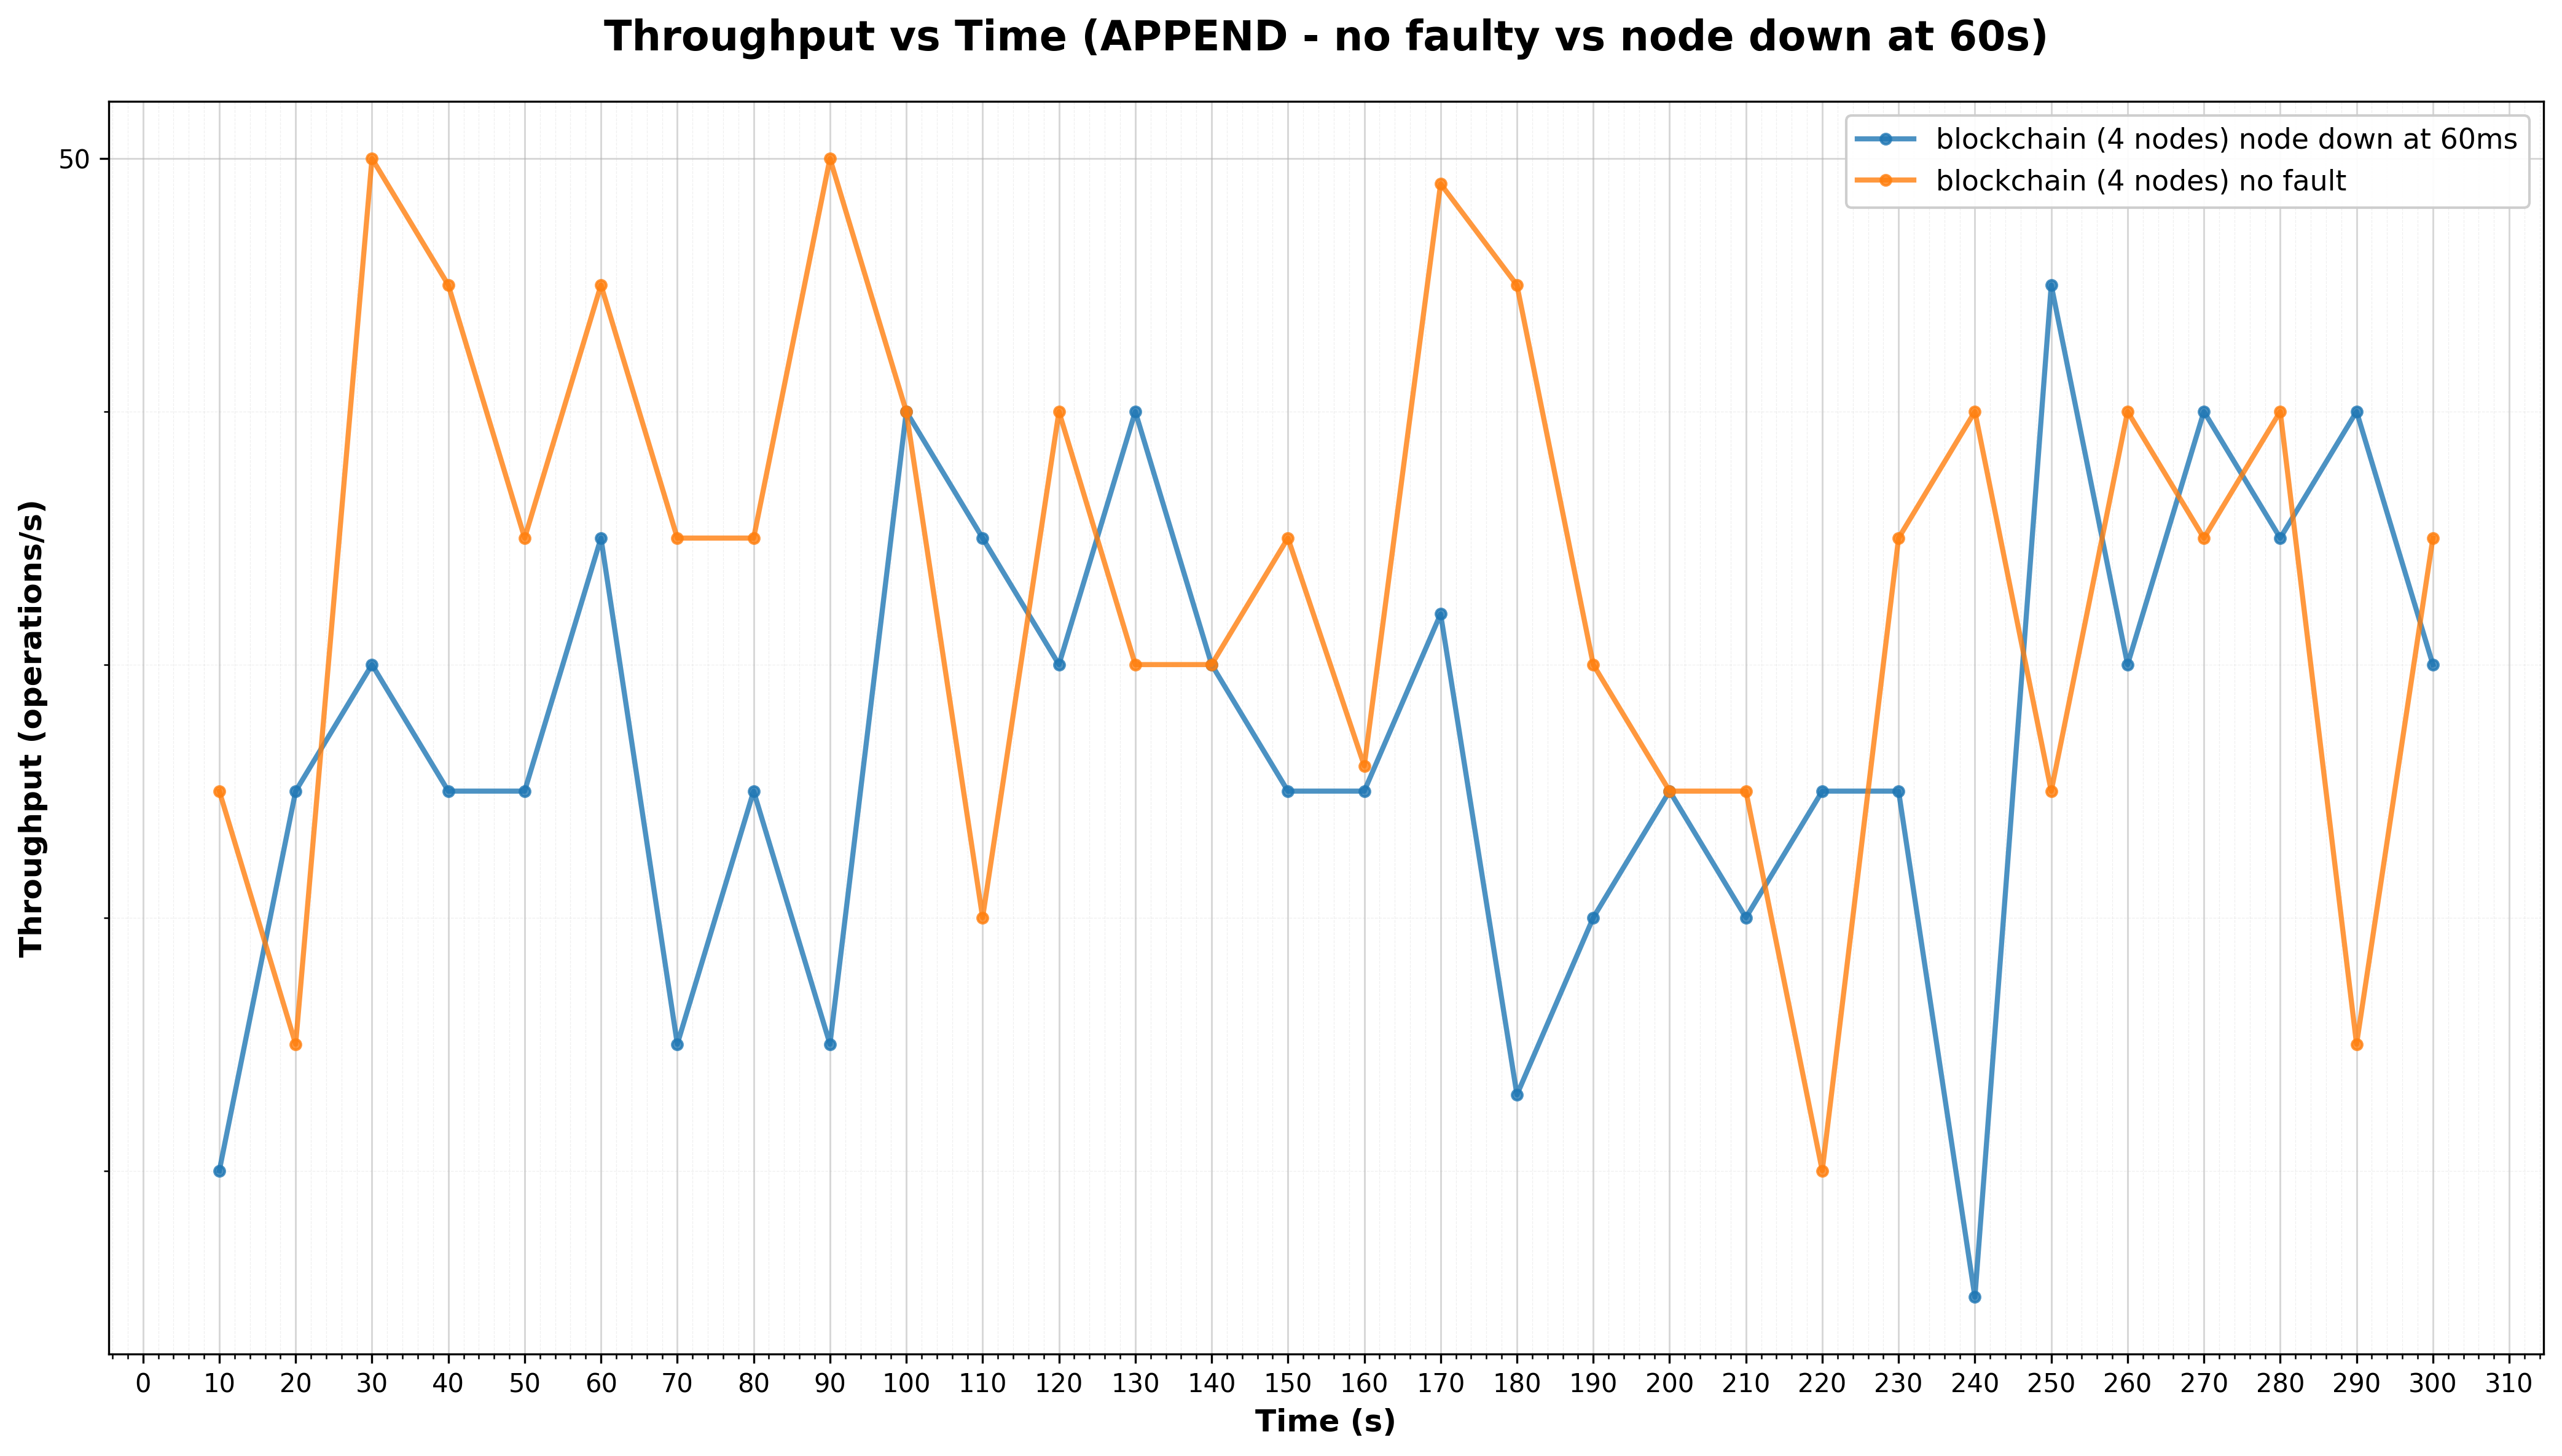 Throughput vs Time (APPEND - no faulty vs node down at 60s)
blockchain (4 nodes) node down at 60ms
blockchain (4 nodes) no fault
50
Throughput (operations/s)
0 10 20 30 40 50 60 70 80 90 100 110 120 130 140 150 160 170 180 190 200 210 220 230 240 250 260 270 280 290 300 310
Time (s)